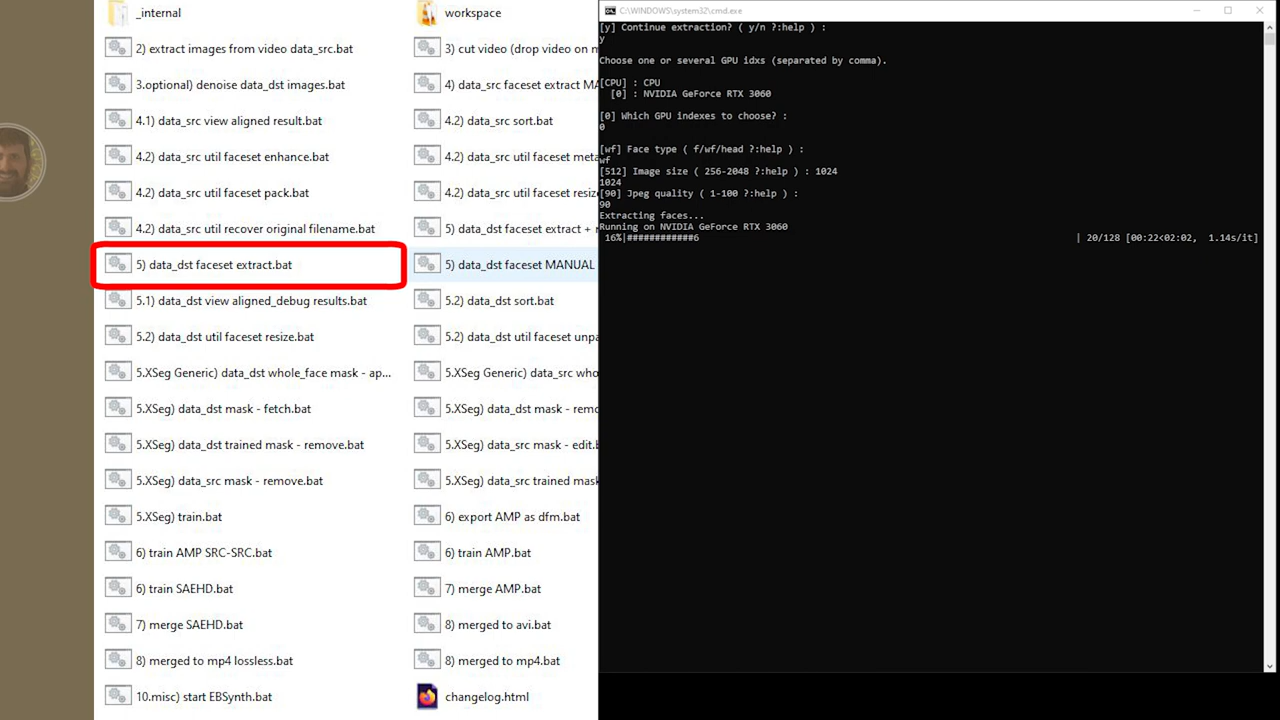 _internal
workspace
2) extract images from video data_src.bat
3) cut video (drop video on
3.optional) denoise data_dst images.bat
4) data_src faceset extract
4.1) data_src view aligned result.bat
4.2) data_src sort.bat
4.2) data_src util faceset enhance.bat
4.2) data_src util faceset
4.2) data_src util faceset pack.bat
4.2) data_src util faceset
4.2) data_src util recover original filename.bat
5) data_dst faceset extract +
5) data_dst faceset extract.bat
5) data_dst faceset MANUAL
5.1) data_dst view aligned_debug results.bat
5.2) data_dst sort.bat
5.2) data_dst util faceset resize.bat
5.2) data_dst util faceset
5.XSeg Generic) data_dst whole_face mask - ap...
5.XSeg Generic) data_src
5.XSeg) data_dst mask - fetch.bat
5.XSeg) data_dst mask -
5.XSeg) data_dst trained mask - remove.bat
5.XSeg) data_src mask -
5.XSeg) data_src mask - remove.bat
5.XSeg) data_src trained mask
5.XSeg) train.bat
6) export AMP as dfm.bat
6) train AMP SRC-SRC.bat
6) train AMP.bat
6) train SAEHD.bat
7) merge AMP.bat
7) merge SAEHD.bat
8) merged to avi.bat
8) merged to mp4 lossless.bat
8) merged to mp4.bat
10.misc) start EBSynth.bat
changelog.html
C:\WINDOWS\system32\cmd.exe
[y] Continue extraction? ( y/n ?:help ) :
y
Choose one or several GPU idxs (separated by comma).
[CPU] : CPU
[0] : NVIDIA GeForce RTX 3060
[0] Which GPU indexes to choose? :
0
[wf] Face type ( f/wf/head ?:help ) :
wf
[512] Image size ( 256-2048 ?:help ) : 1024
1024
[90] Jpeg quality ( 1-100 ?:help ) :
90
Extracting faces...
Running on NVIDIA GeForce RTX 3060
16%|############6 | 20/128 [00:22<02:02, 1.14s/it]